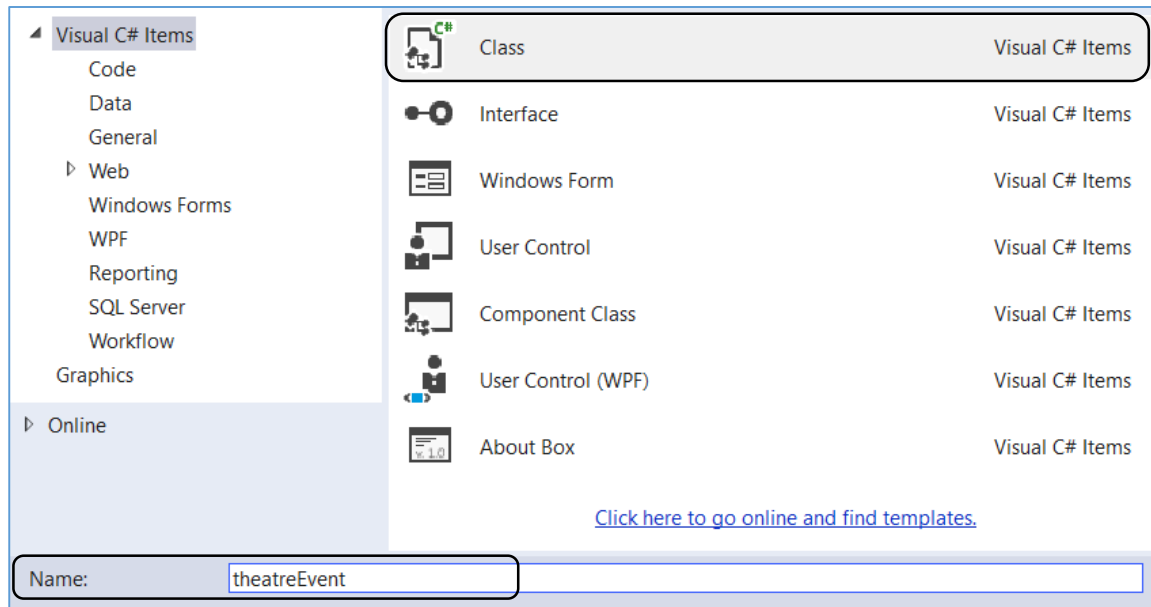 Visual C# Items
Code
Data
General
Web
Windows Forms
WPF
Reporting
SQL Server
Workflow
Graphics
Online
C#
Class Visual C# Items
Interface Visual C# Items
Windows Form Visual C# Items
User Control Visual C# Items
Component Class Visual C# Items
User Control (WPF) Visual C# Items
v. 1.0
About Box Visual C# Items
Click here to go online and find templates.
Name: theatreEvent